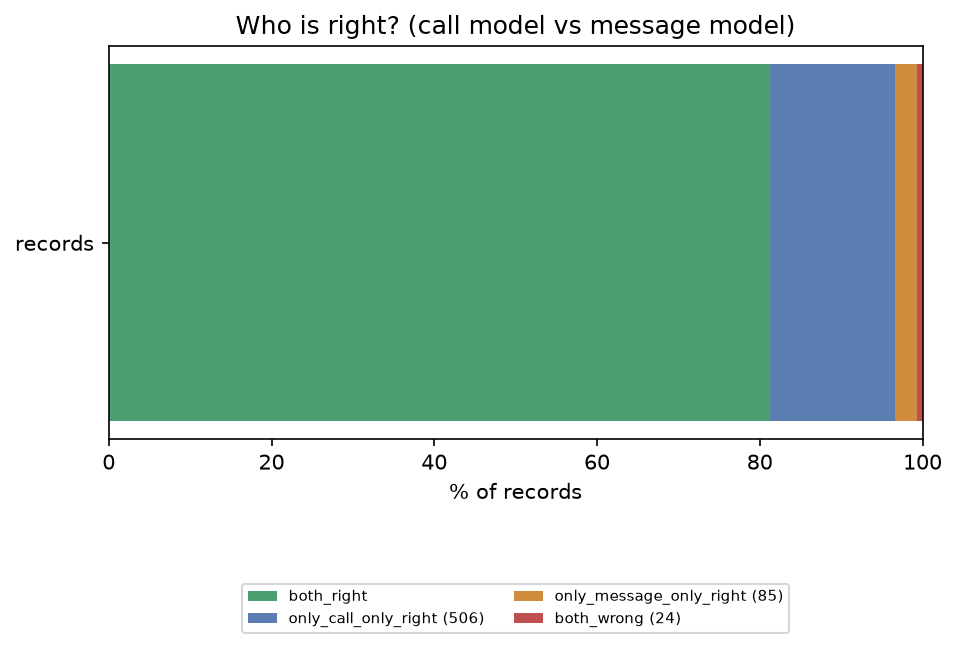 Who is right? (call model vs message model)
records
0 20 40 60 80 100
% of records
both_right
only_call_only_right (506)
only_message_only_right (85)
both_wrong (24)